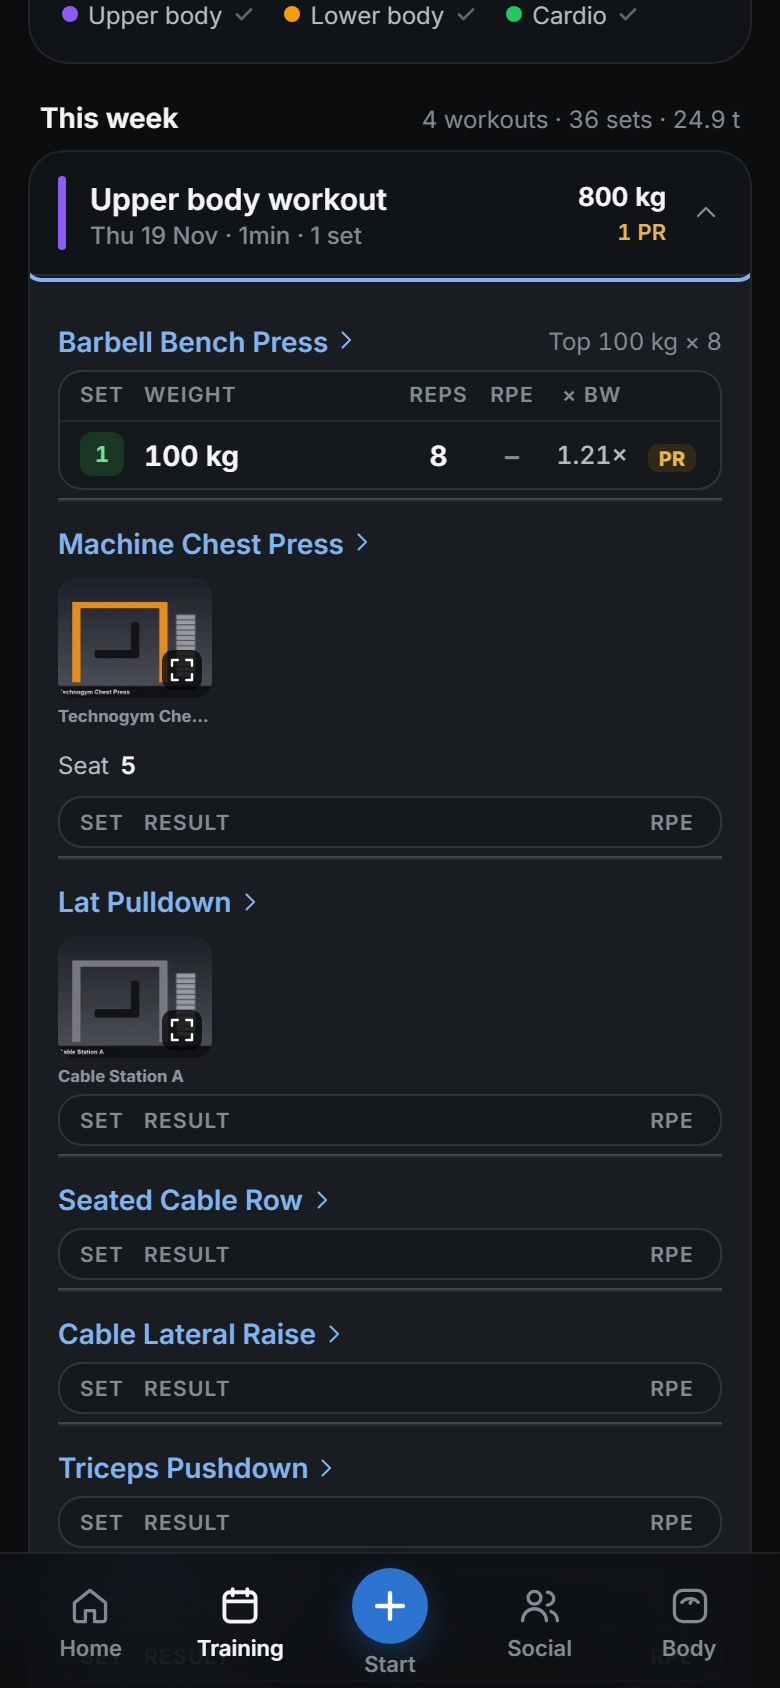 Upper body ✓ Lower body ✓ Cardio ✓
This week 4 workouts · 36 sets · 24.9 t
Upper body workout 800 kg
Thu 19 Nov · 1min · 1 set 1 PR
Barbell Bench Press > Top 100 kg × 8
SET WEIGHT REPS RPE × BW
1 100 kg 8 – 1.21× PR
Machine Chest Press >
Technogym Che...
Seat 5
SET RESULT RPE
Lat Pulldown >
Cable Station A
SET RESULT RPE
Seated Cable Row >
SET RESULT RPE
Cable Lateral Raise >
SET RESULT RPE
Triceps Pushdown >
SET RESULT RPE
Home Training Start Social Body